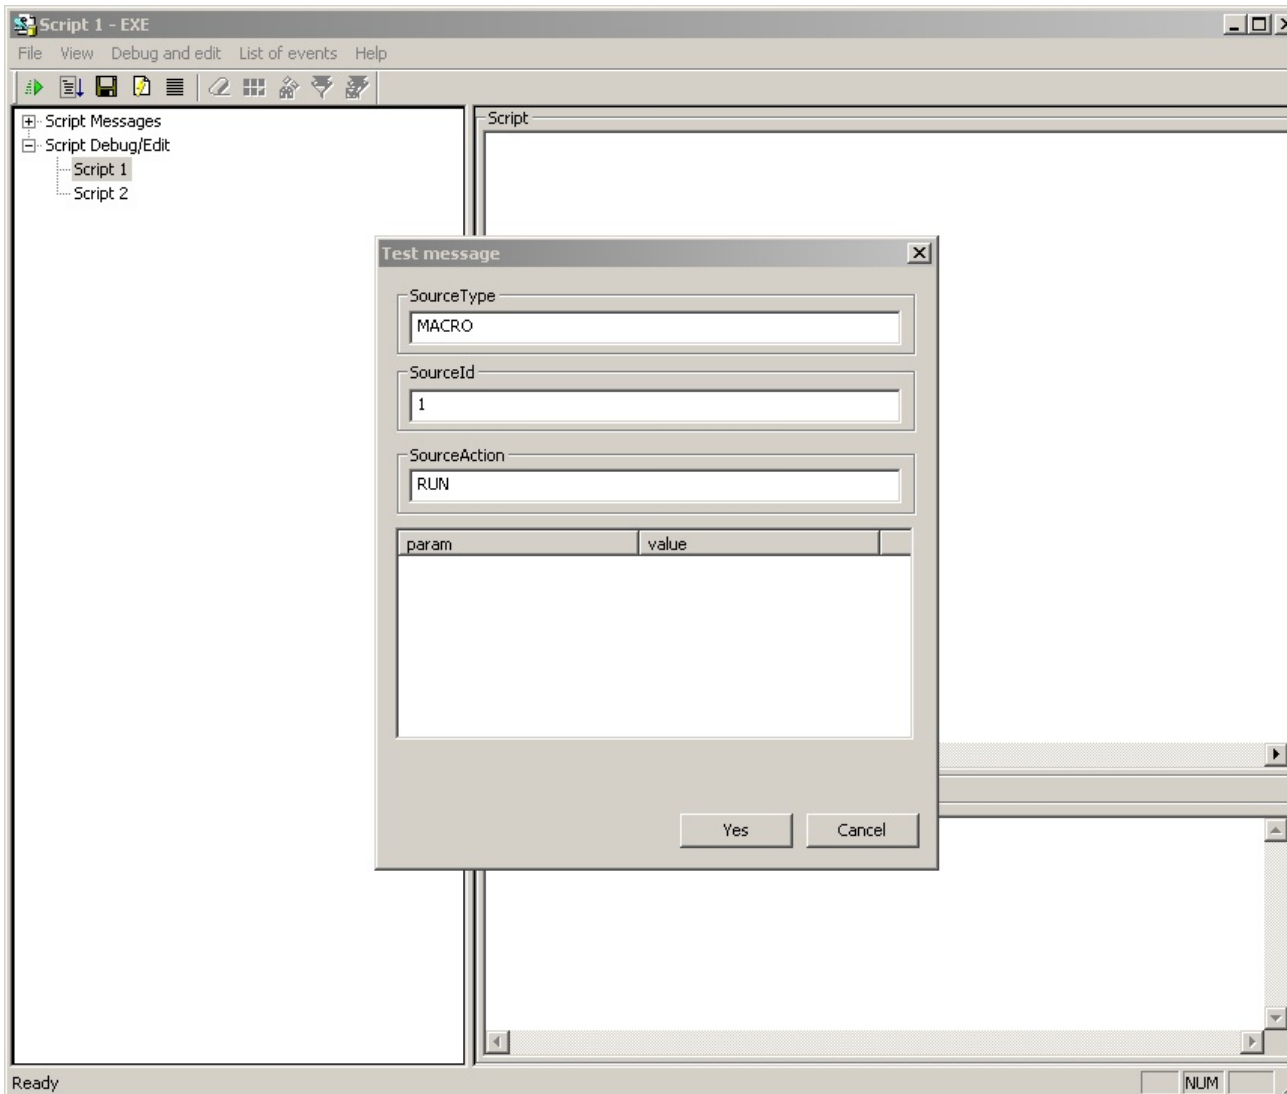 Script 1 - EXE
File View Debug and edit List of events Help
Script Messages
Script Debug/Edit
Script 1
Script 2
Script
Test message
SourceType
MACRO
SourceId
1
SourceAction
RUN
param value
Yes Cancel
Ready NUM